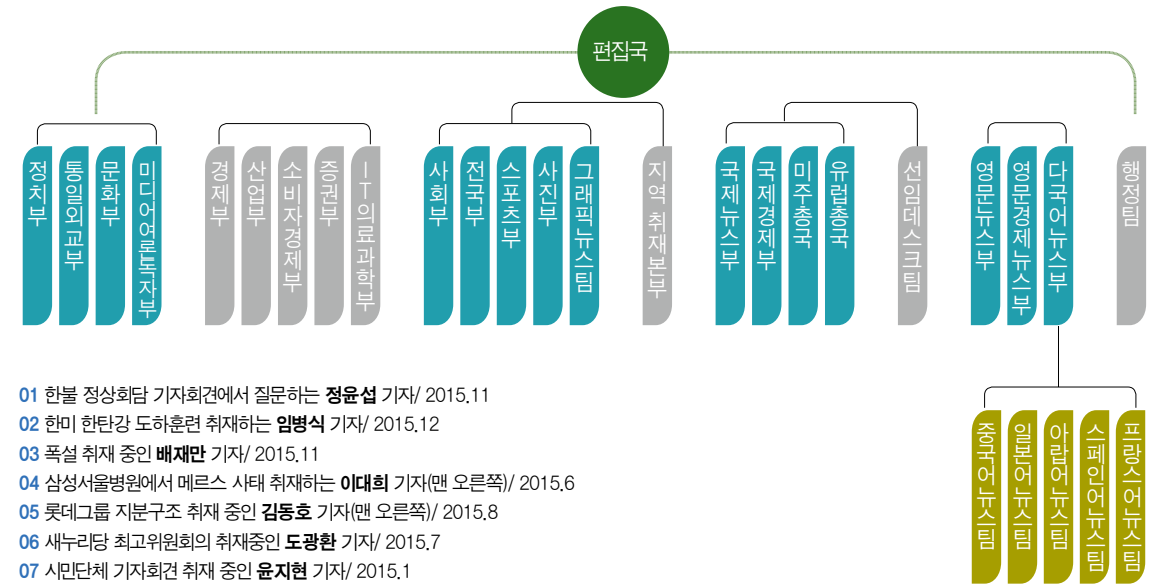 편집국
정치부
통일외교부
문화부
미디어여론독자부
경제부
산업부
소비자경제부
증권부
IT의료과학부
사회부
전국부
스포츠부
사진부
그래픽뉴스팀
지역 취재본부
국제뉴스부
국제경제부
미주총국
유럽총국
선임데스크팀
영문뉴스부
영문경제뉴스부
다국어뉴스부
행정팀
중국어뉴스팀
일본어뉴스팀
아랍어뉴스팀
스페인어뉴스팀
프랑스어뉴스팀
01 한불 정상회담 기자회견에서 질문하는 정윤섭 기자/ 2015.11
02 한미 한탄강 도하훈련 취재하는 임병식 기자/ 2015.12
03 폭설 취재 중인 배재만 기자/ 2015.11
04 삼성서울병원에서 메르스 사태 취재하는 이대희 기자(맨 오른쪽)/ 2015.6
05 롯데그룹 지분구조 취재 중인 김동호 기자(맨 오른쪽)/ 2015.8
06 새누리당 최고위원회의 취재중인 도광환 기자/ 2015.7
07 시민단체 기자회견 취재 중인 윤지현 기자/ 2015.1